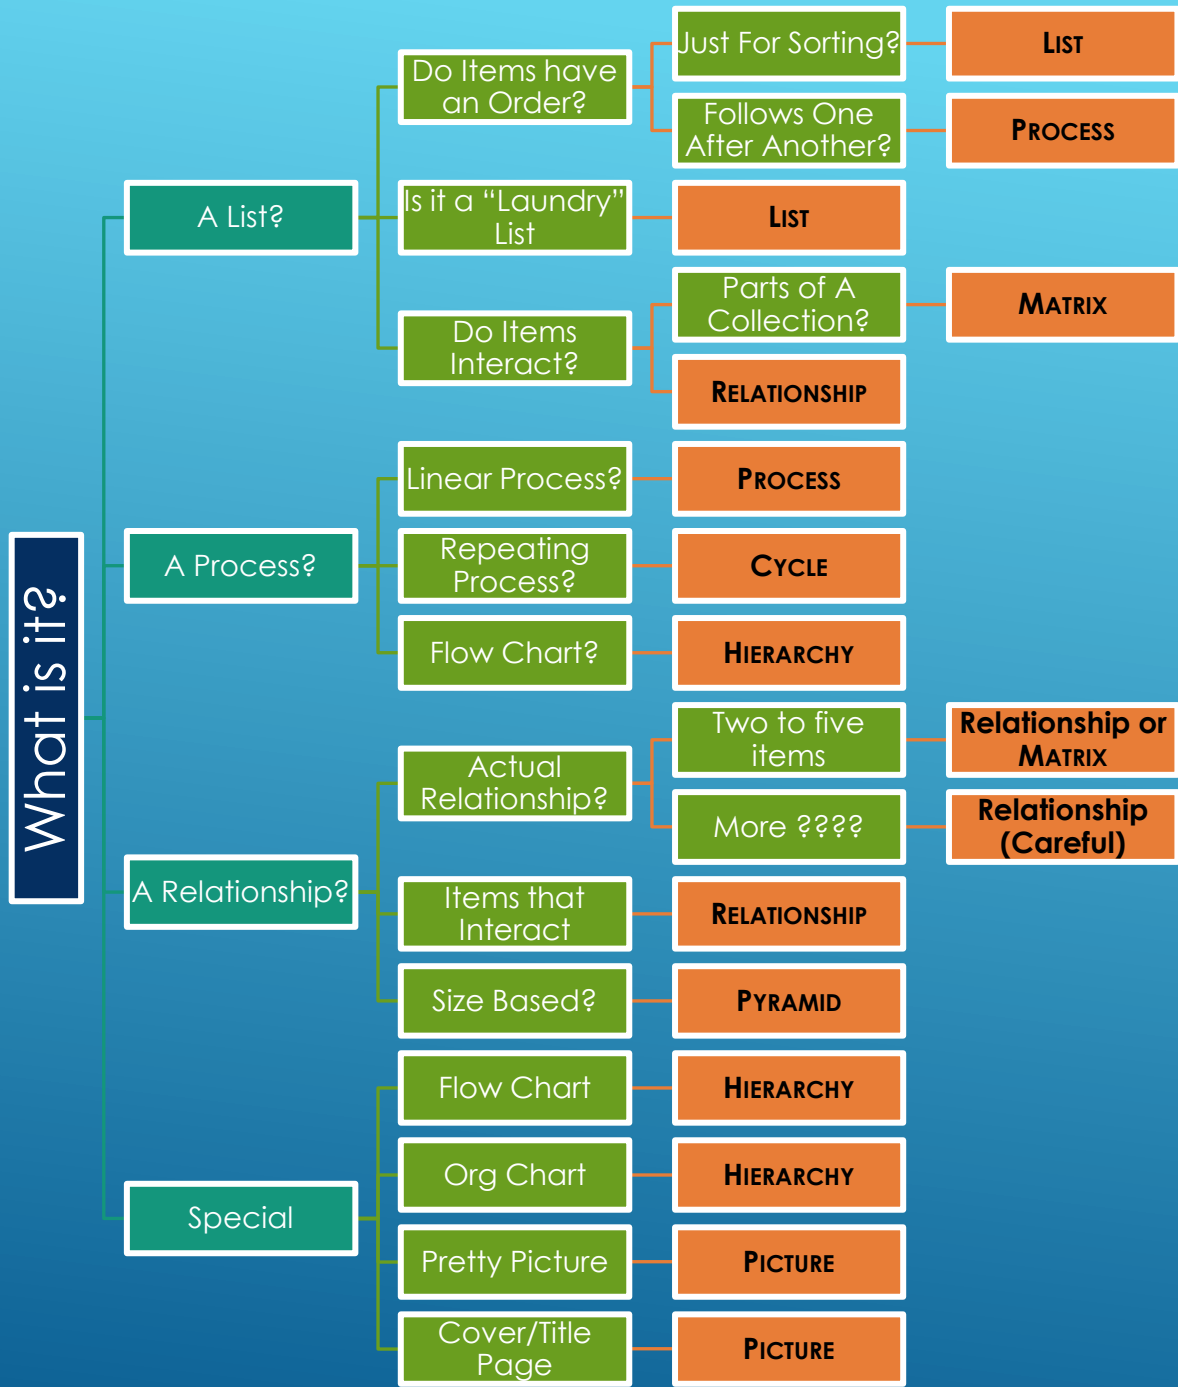 What is it?
A List?
Do Items have
an Order?
Just For Sorting?
LIST
Follows One
After Another?
PROCESS
Is it a “Laundry”
List
LIST
Do Items
Interact?
Parts of A
Collection?
MATRIX
RELATIONSHIP
A Process?
Linear Process?
PROCESS
Repeating
Process?
CYCLE
Flow Chart?
HIERARCHY
A Relationship?
Actual
Relationship?
Two to five
items
Relationship or
MATRIX
More ????
Relationship
(Careful)
Items that
Interact
RELATIONSHIP
Size Based?
PYRAMID
Special
Flow Chart
HIERARCHY
Org Chart
HIERARCHY
Pretty Picture
PICTURE
Cover/Title
Page
PICTURE